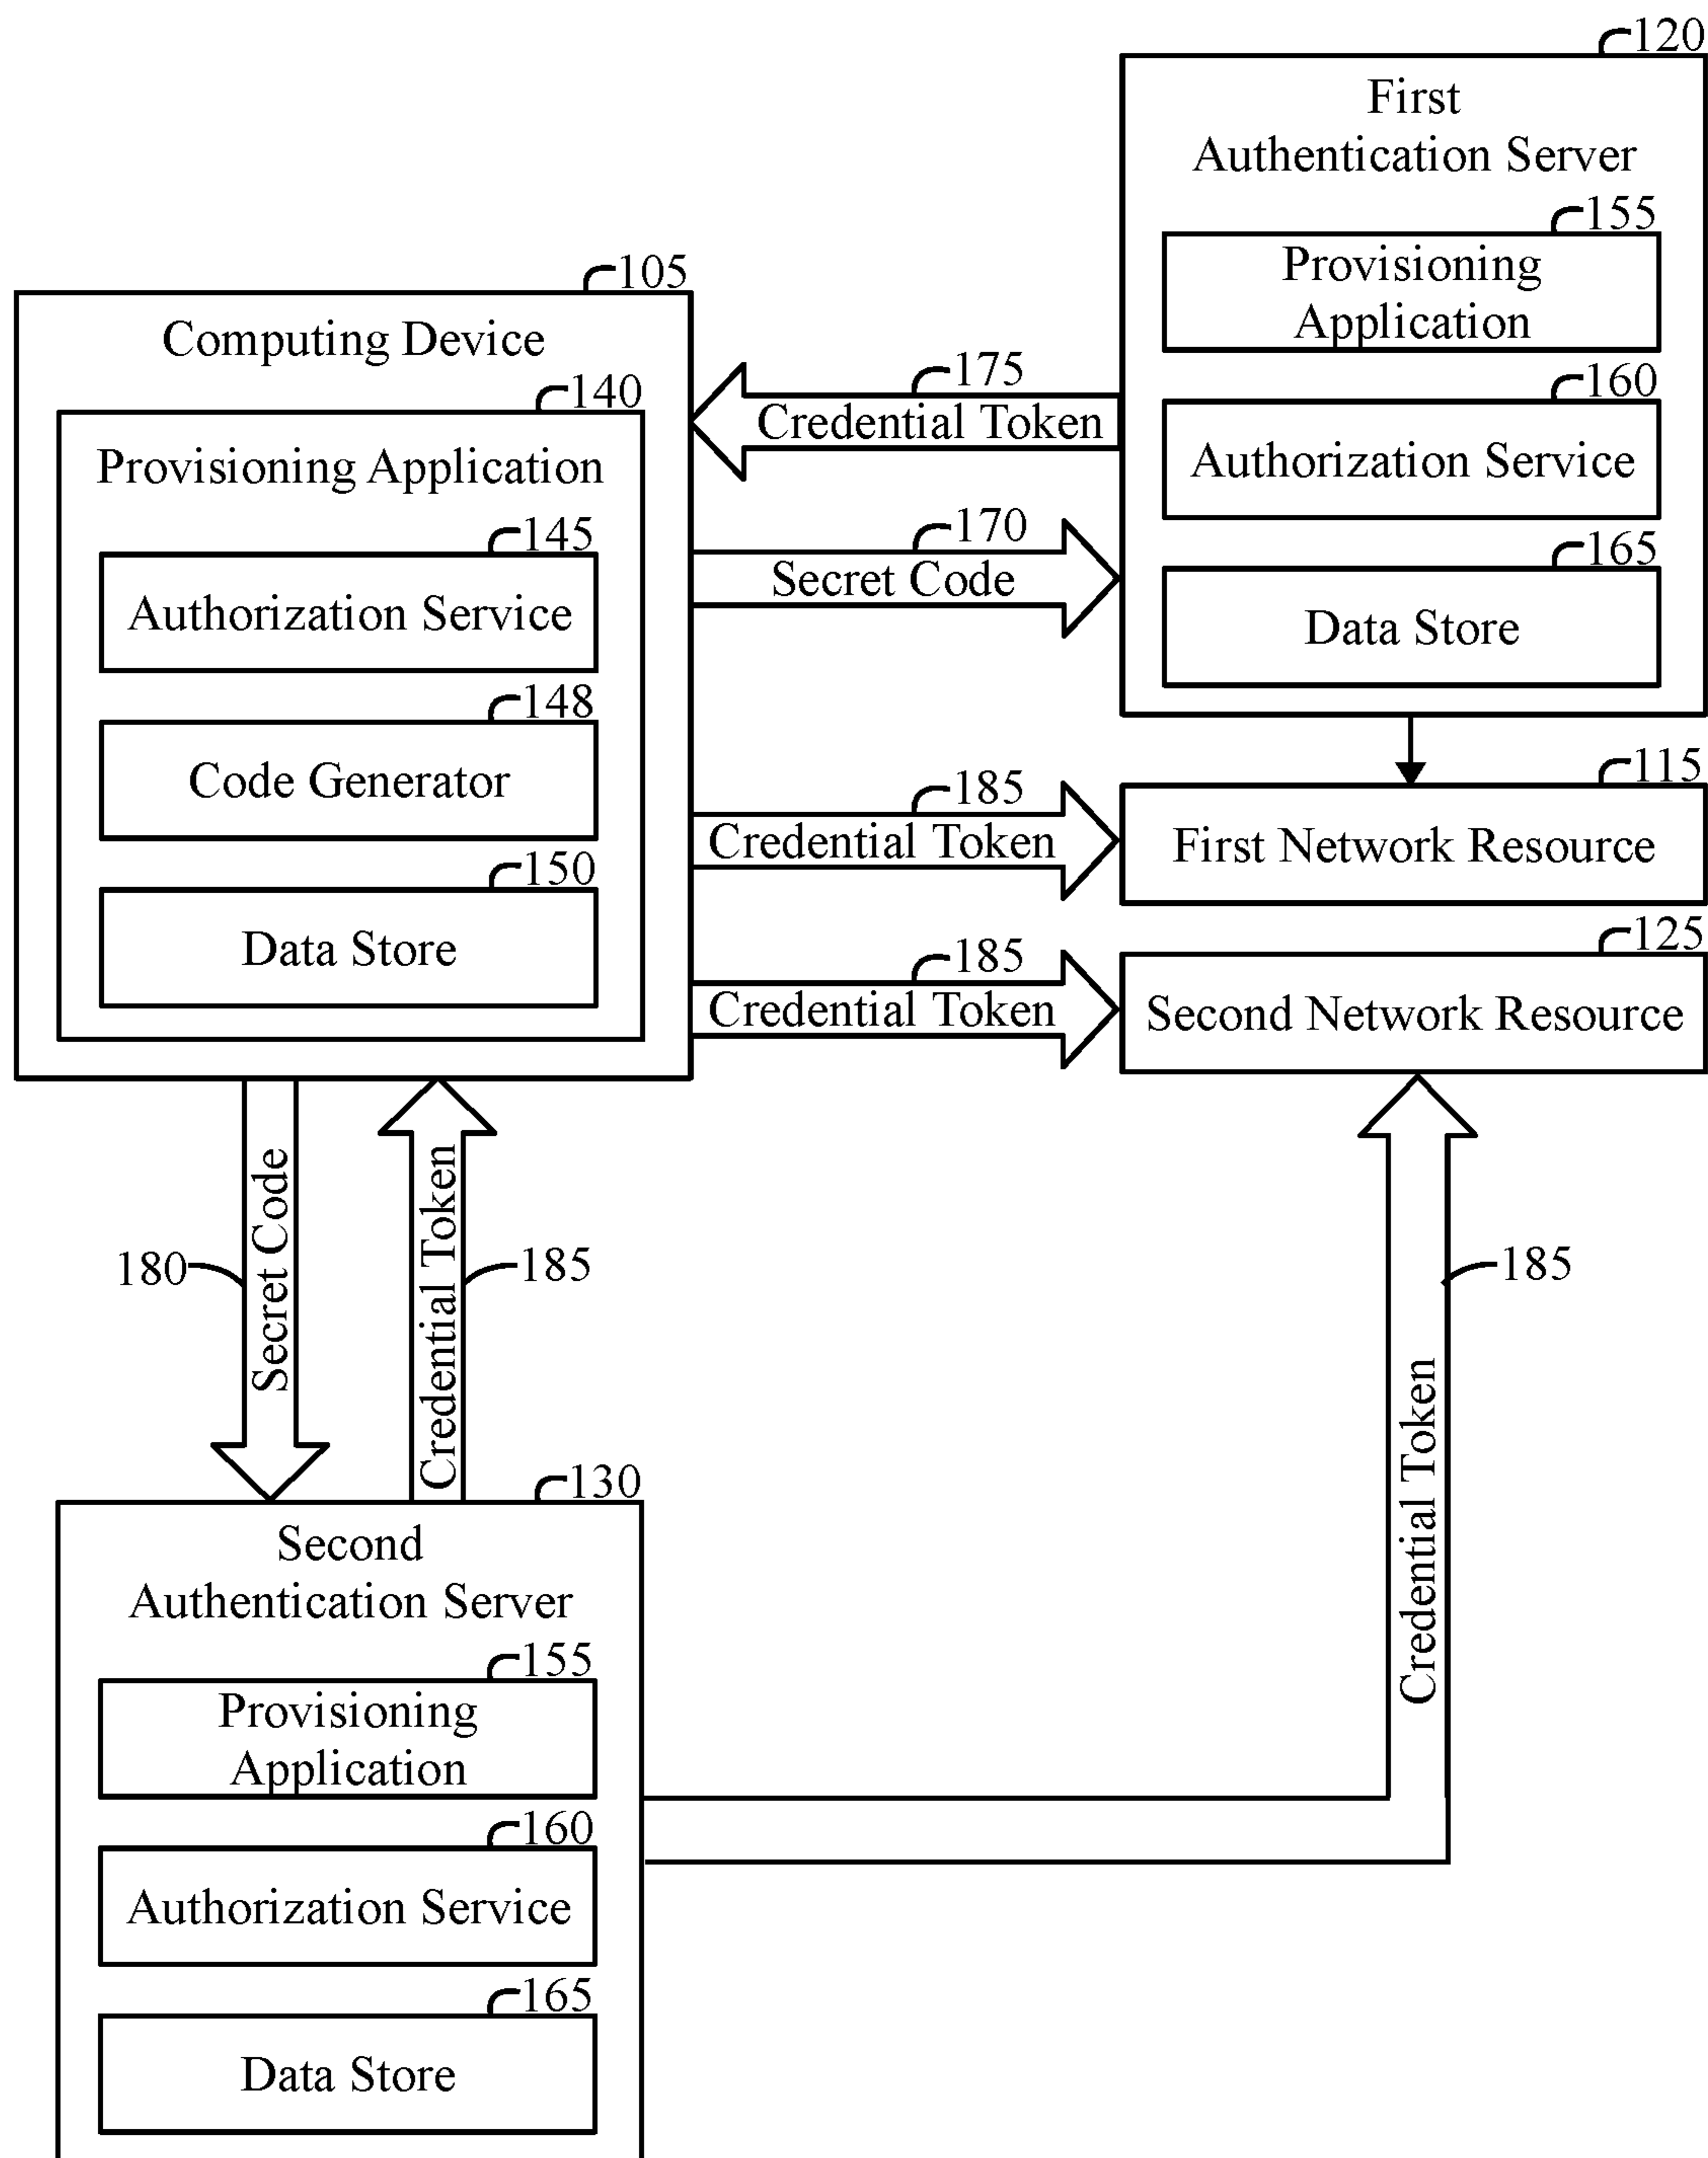 120
First
Authentication Server
155
Provisioning
Application
160
Authorization Service
165
Data Store
105
Computing Device
140
Provisioning Application
145
Authorization Service
148
Code Generator
150
Data Store
175
Credential Token
170
Secret Code
185
Credential Token
115
First Network Resource
185
Credential Token
125
Second Network Resource
180
Secret Code
Credential Token
185
185
Credential Token
130
Second
Authentication Server
155
Provisioning
Application
160
Authorization Service
165
Data Store